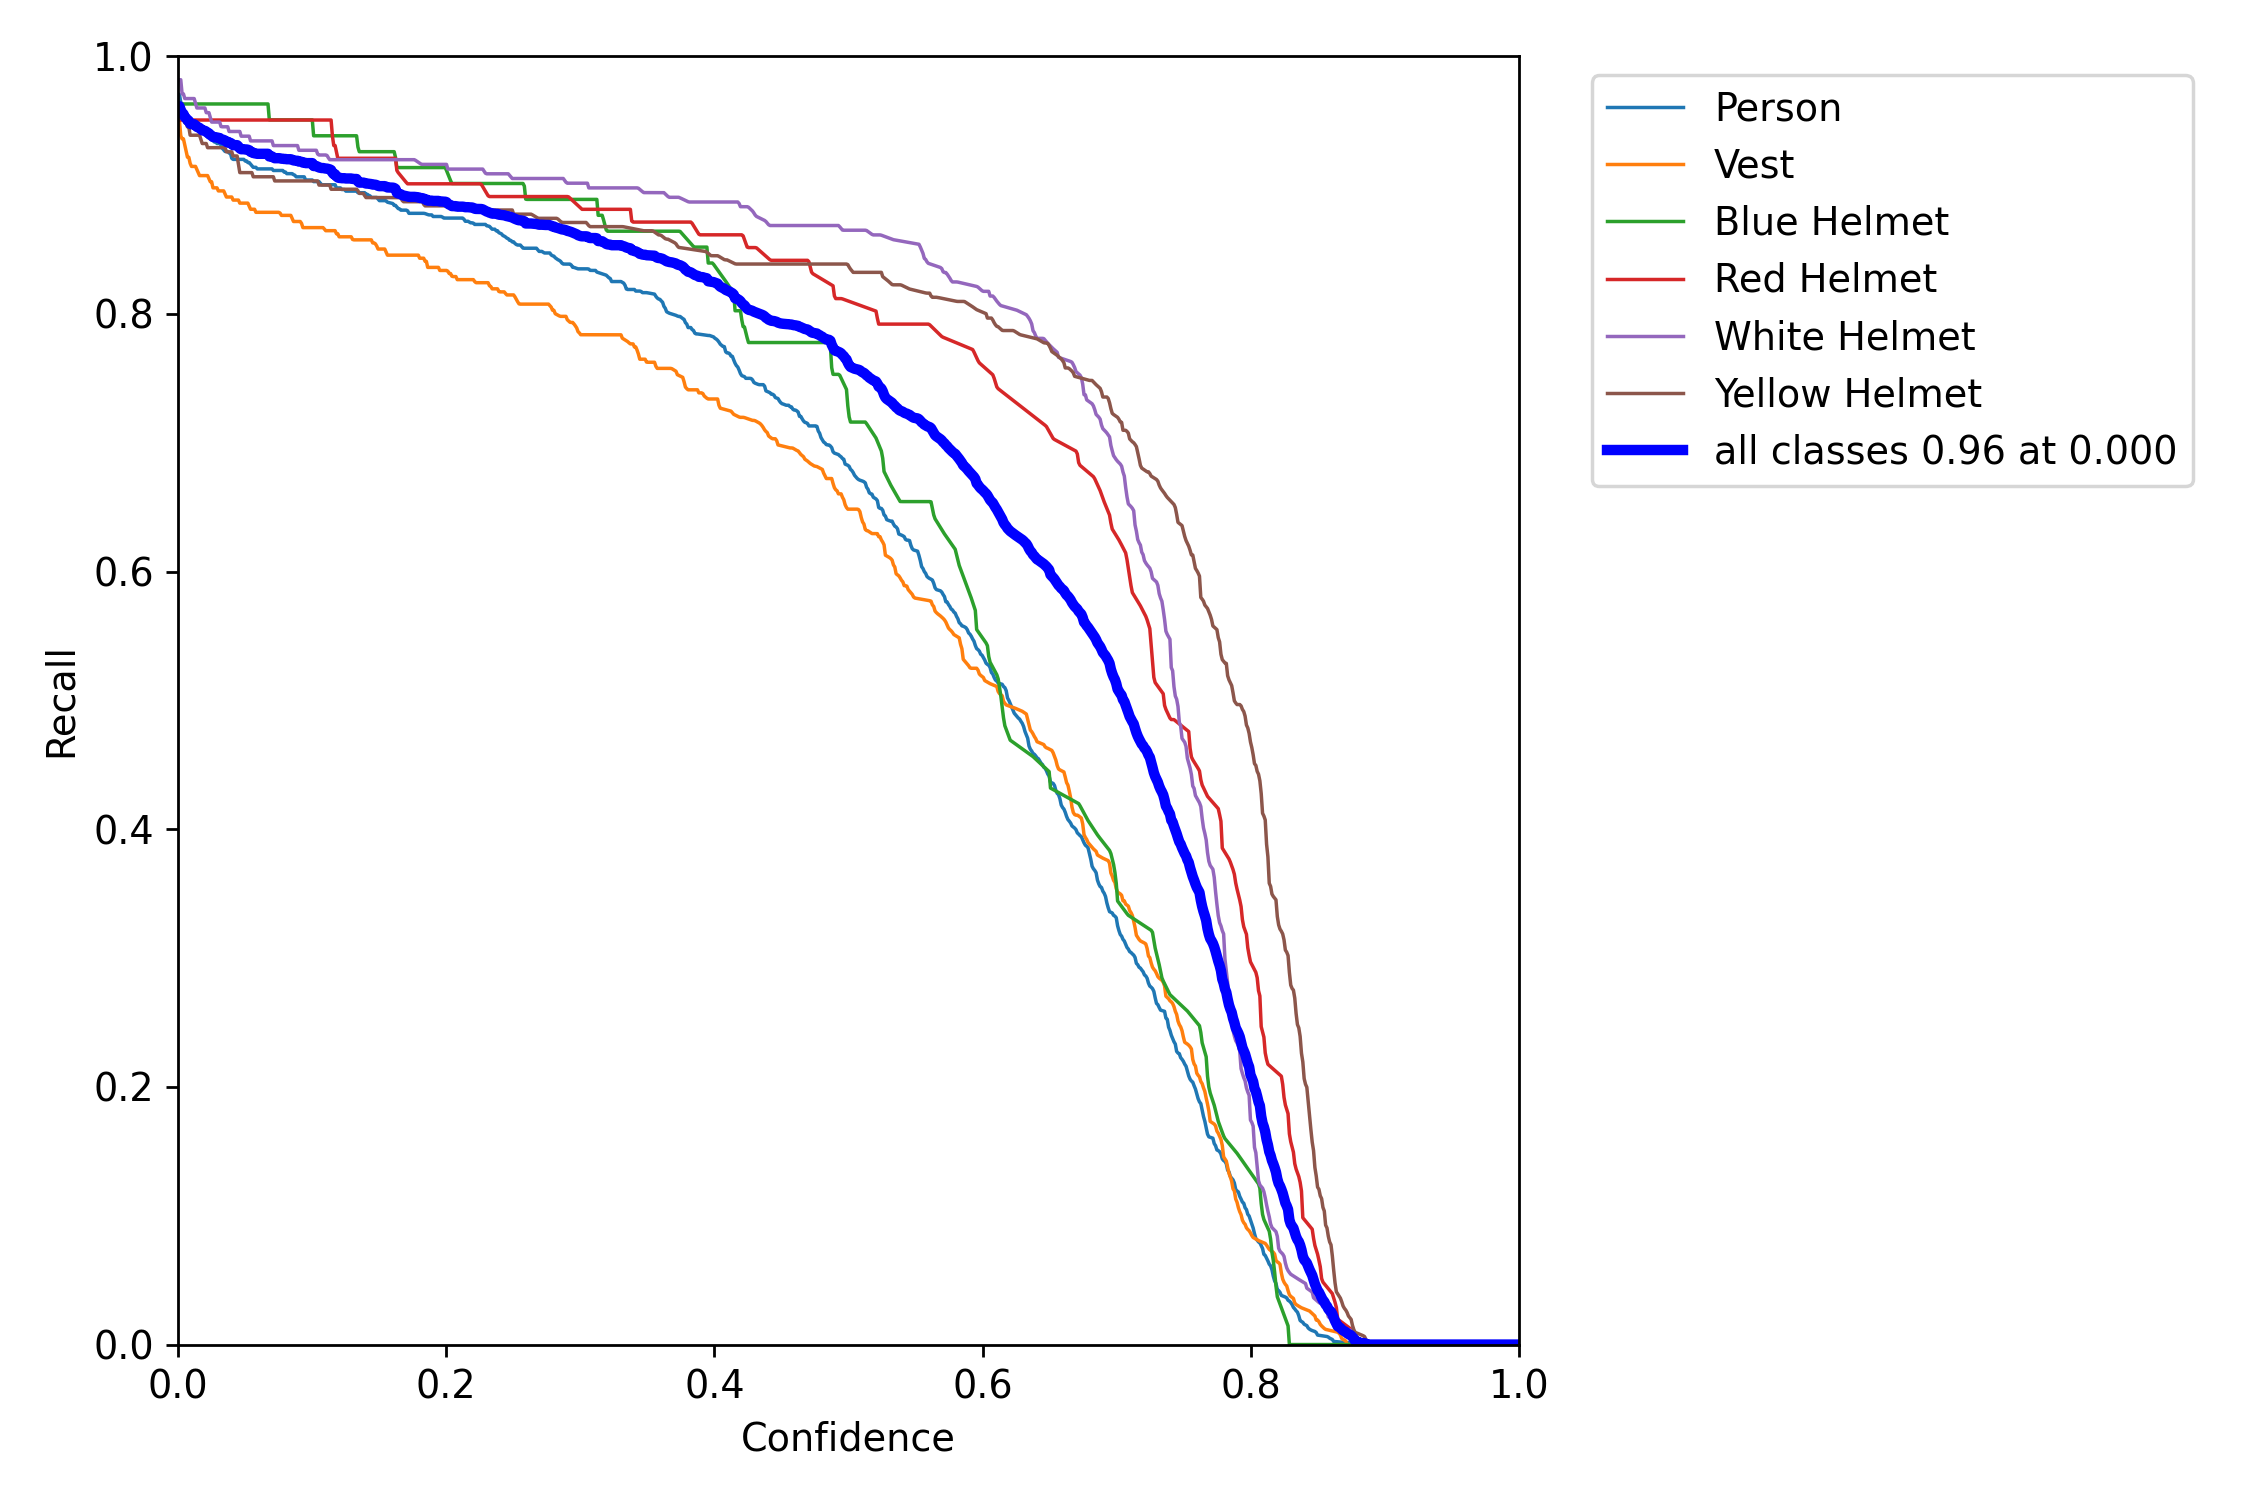 1.0
0.8
0.6
0.4
0.2
0.0
Recall
0.0 0.2 0.4 0.6 0.8 1.0
Confidence
Person
Vest
Blue Helmet
Red Helmet
White Helmet
Yellow Helmet
all classes 0.96 at 0.000